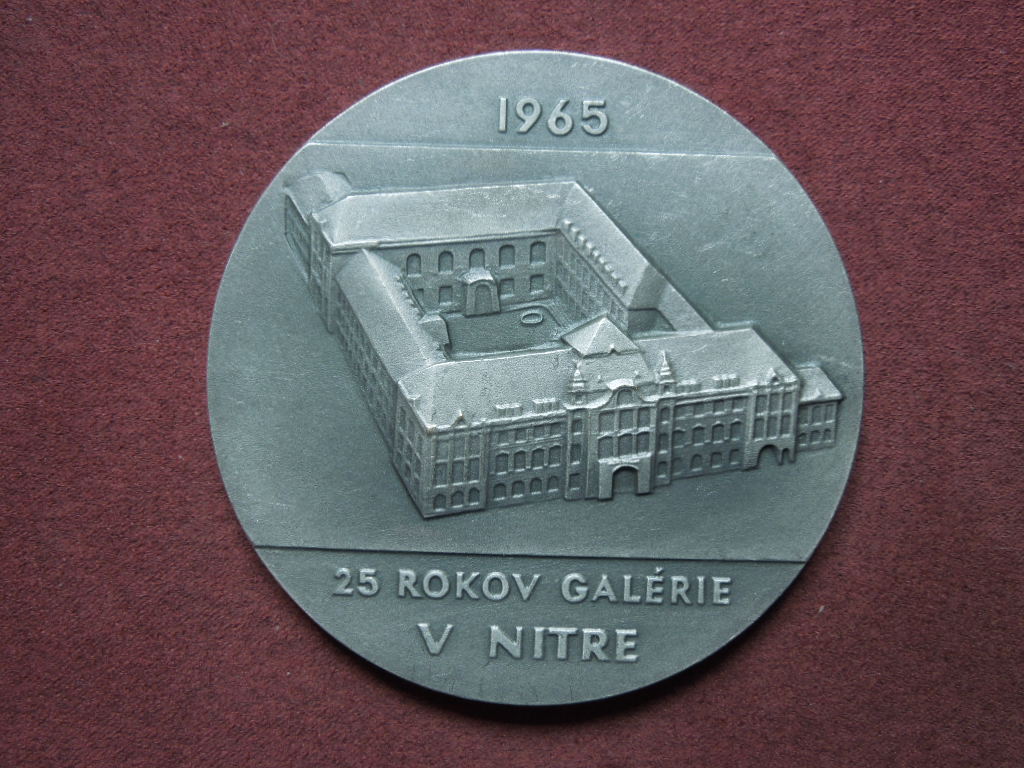 1965
25 ROKOV GALÉRIE
V NITRE